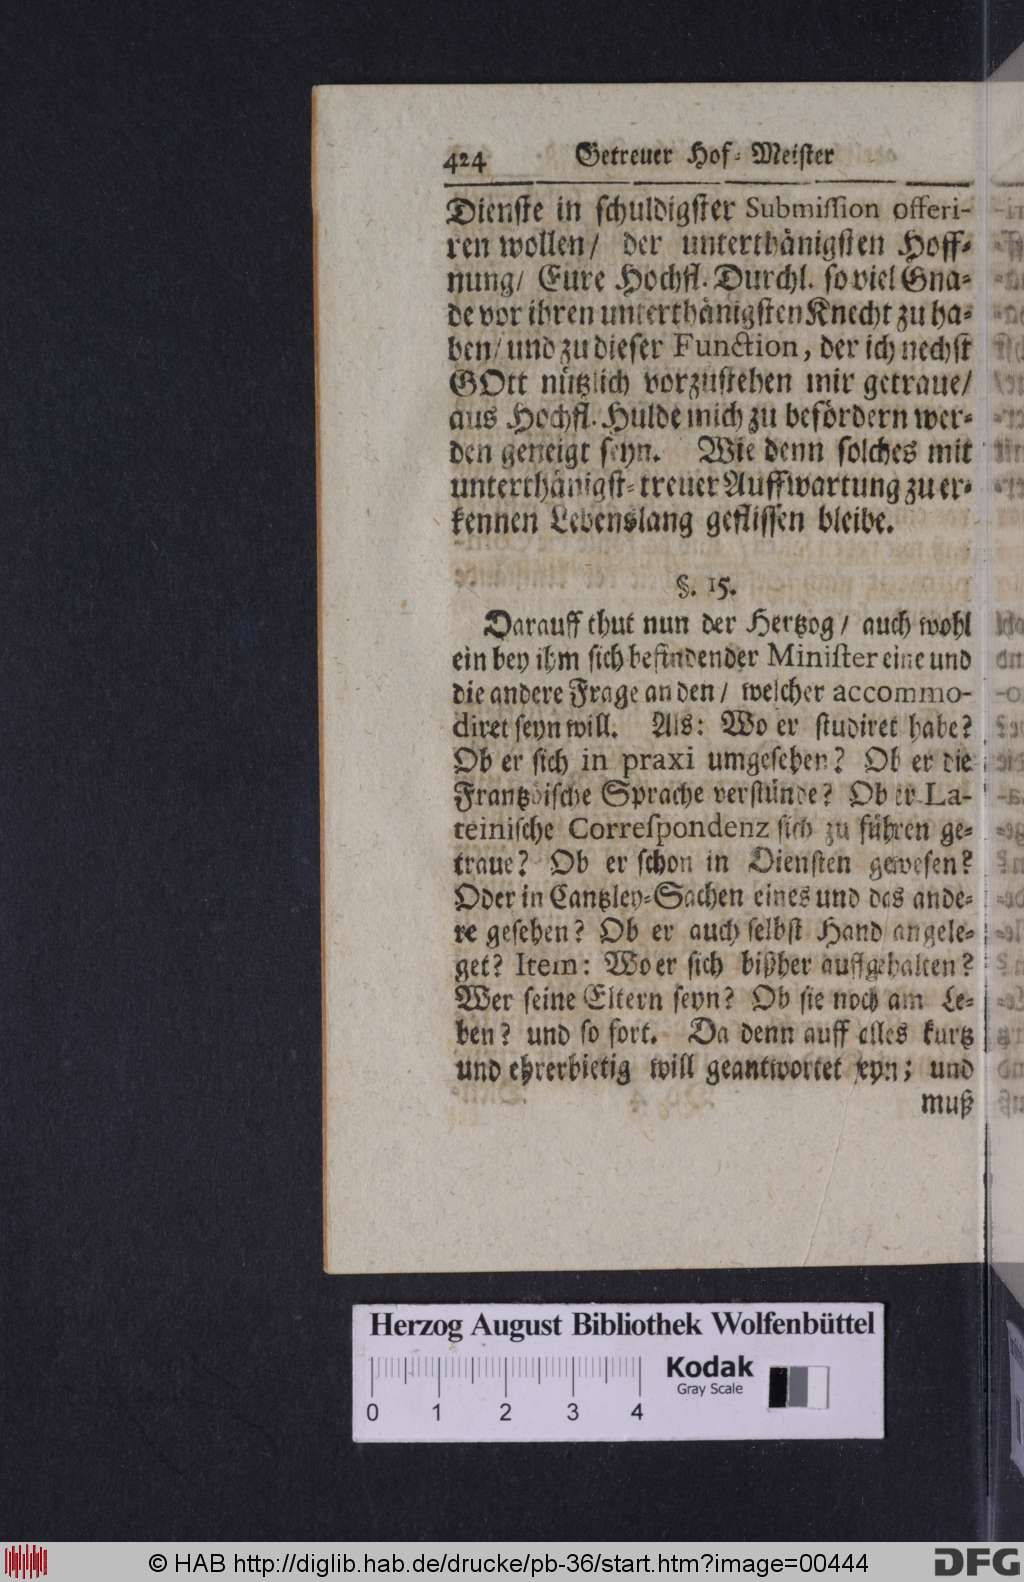 424 Getreuer Hof-Meister
Dienste in ſchuldigſter Submiſſion offeri-
ren wollen/ der unterthänigſten Hoff-
nung/ Eure Hochfl. Durchl. ſo viel Gna-
de vor ihren unterthänigſten Knecht zu ha-
ben/ und zu dieſer Function, der ich nechſt
GOtt nützlich vorzuſtehen mir getraue/
aus Hochfl. Hulde mich zu befördern wer-
den geneigt ſeyn. Wie denn ſolches mit
unterthänigſt-treuer Auffwartung zu er-
kennen Lebenslang gefliſſen bleibe.
§. 15.
Darauff thut nun der Hertzog/ auch wohl
ein bey ihm ſich befindender Miniſter eine und
die andere Frage an den/ welcher accommo-
diret ſeyn will. Als: Wo er ſtudiret habe?
Ob er ſich in praxi umgeſehen? Ob er die
Frantzöiſche Sprache verſtünde? Ob er La-
teiniſche Correſpondenz ſich zu führen ge-
traue? Ob er ſchon in Dienſten geweſen?
Oder in Cantzley-Sachen eines und das ande-
re geſehen? Ob er auch ſelbſt Hand angele-
get? Item: Wo er ſich bißher auffgehalten?
Wer ſeine Eltern ſeyn? Ob ſie noch am Le-
ben? und ſo fort. Da denn auff alles kurtz
und ehrerbietig will geantwortet ſeyn; und
muß
Herzog August Bibliothek Wolfenbüttel
Kodak
Gray Scale
0 1 2 3 4
© HAB http://diglib.hab.de/drucke/pb-36/start.htm?image=00444
DFG